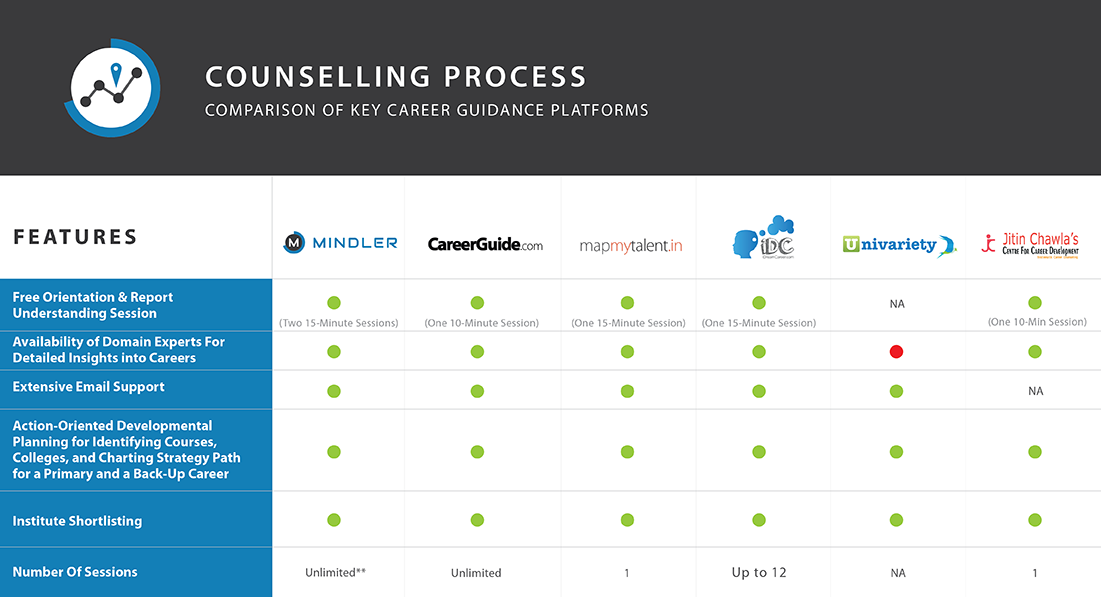 COUNSELLING PROCESS
COMPARISON OF KEY CAREER GUIDANCE PLATFORMS
FEATURES
M MINDLER
CareerGuide.com
mapmytalent.in
iDC
Univariety
Jitin Chawla's
CENTRE FOR CAREER DEVELOPMENT
Free Orientation & Report
Understanding Session
(Two 15-Minute Sessions)
(One 10-Minute Session)
(One 15-Minute Session)
(One 15-Minute Session)
NA
(One 10-Min Session)
Availability of Domain Experts For
Detailed Insights into Careers
Extensive Email Support
NA
Action-Oriented Developmental
Planning for Identifying Courses,
Colleges, and Charting Strategy Path
for a Primary and a Back-Up Career
Institute Shortlisting
Number Of Sessions
Unlimited**
Unlimited
1
Up to 12
NA
1